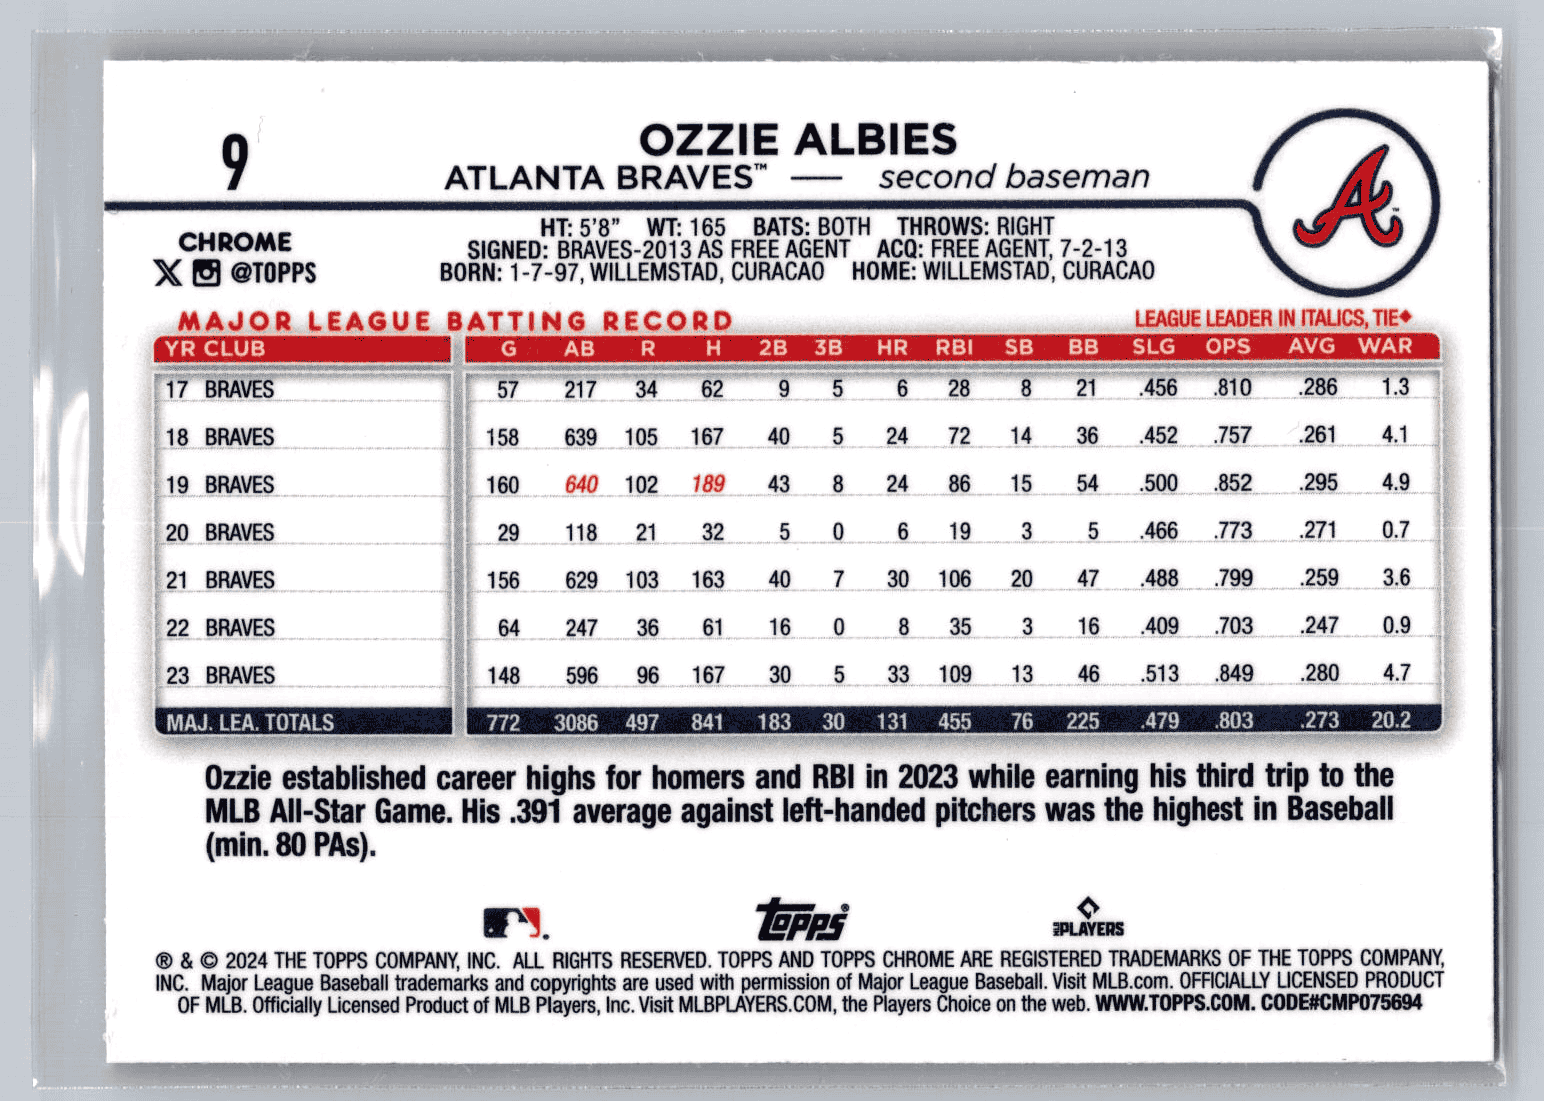 9
OZZIE ALBIES
ATLANTA BRAVES™ — second baseman
CHROME
X @TOPPS
HT: 5'8" WT: 165 BATS: BOTH THROWS: RIGHT
SIGNED: BRAVES-2013 AS FREE AGENT ACQ: FREE AGENT, 7-2-13
BORN: 1-7-97, WILLEMSTAD, CURACAO HOME: WILLEMSTAD, CURACAO
A ™
MAJOR LEAGUE BATTING RECORD LEAGUE LEADER IN ITALICS, TIE◆
YR CLUB G AB R H 2B 3B HR RBI SB BB SLG OPS AVG WAR
17 BRAVES 57 217 34 62 9 5 6 28 8 21 .456 .810 .286 1.3
18 BRAVES 158 639 105 167 40 5 24 72 14 36 .452 .757 .261 4.1
19 BRAVES 160 640 102 189 43 8 24 86 15 54 .500 .852 .295 4.9
20 BRAVES 29 118 21 32 5 0 6 19 3 5 .466 .773 .271 0.7
21 BRAVES 156 629 103 163 40 7 30 106 20 47 .488 .799 .259 3.6
22 BRAVES 64 247 36 61 16 0 8 35 3 16 .409 .703 .247 0.9
23 BRAVES 148 596 96 167 30 5 33 109 13 46 .513 .849 .280 4.7
MAJ. LEA. TOTALS 772 3086 497 841 183 30 131 455 76 225 .479 .803 .273 20.2
Ozzie established career highs for homers and RBI in 2023 while earning his third trip to the
MLB All-Star Game. His .391 average against left-handed pitchers was the highest in Baseball
(min. 80 PAs).
Topps® MLB PLAYERS
® & © 2024 THE TOPPS COMPANY, INC. ALL RIGHTS RESERVED. TOPPS AND TOPPS CHROME ARE REGISTERED TRADEMARKS OF THE TOPPS COMPANY,
INC. Major League Baseball trademarks and copyrights are used with permission of Major League Baseball. Visit MLB.com. OFFICIALLY LICENSED PRODUCT
OF MLB. Officially Licensed Product of MLB Players, Inc. Visit MLBPLAYERS.COM, the Players Choice on the web. WWW.TOPPS.COM. CODE#CMP075694